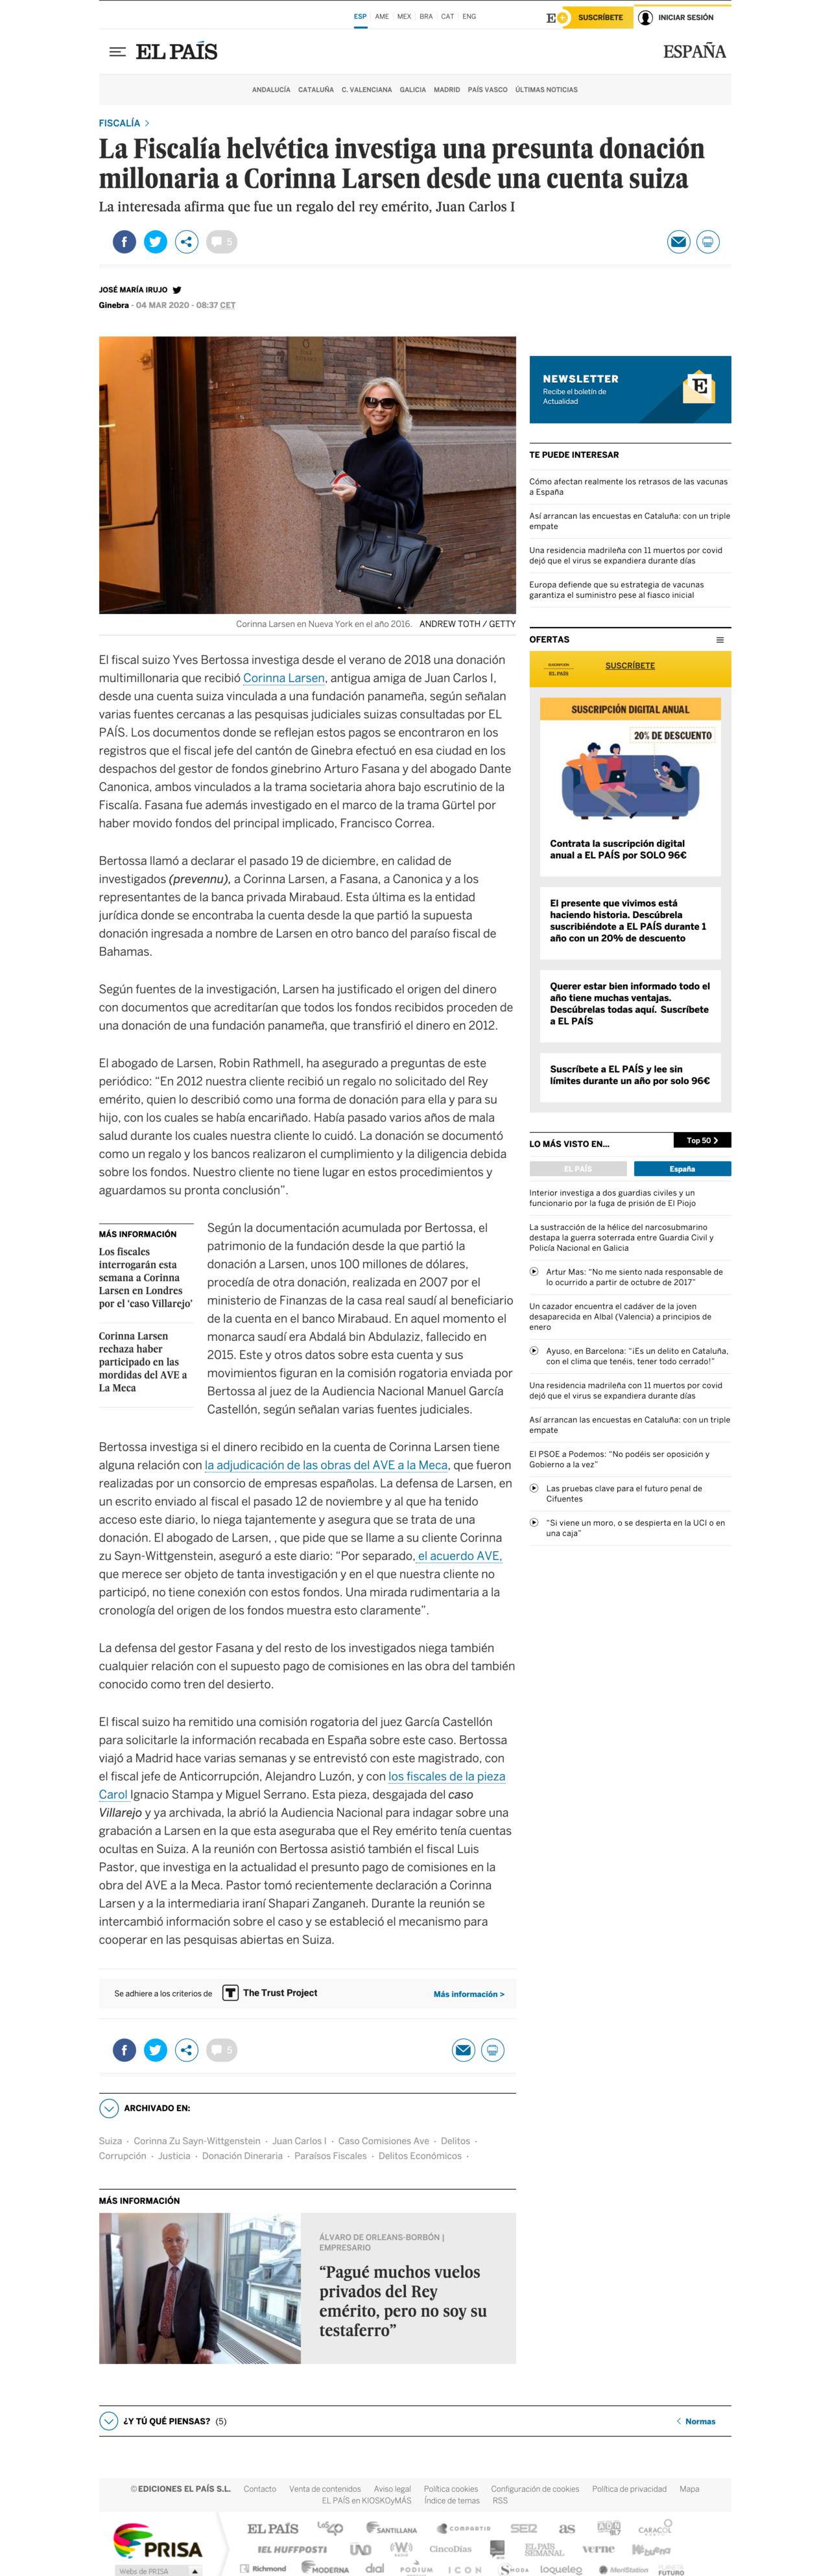 ESP AME MEX BRA CAT ENG
E+ SUSCRÍBETE INICIAR SESIÓN
EL PAÍS
ESPAÑA
ANDALUCÍA CATALUÑA C. VALENCIANA GALICIA MADRID PAÍS VASCO ÚLTIMAS NOTICIAS
FISCALÍA >
La Fiscalía helvética investiga una presunta donación
millonaria a Corinna Larsen desde una cuenta suiza
La interesada afirma que fue un regalo del rey emérito, Juan Carlos I
5
JOSÉ MARÍA IRUJO
Ginebra - 04 MAR 2020 - 08:37 CET
Corinna Larsen en Nueva York en el año 2016. ANDREW TOTH / GETTY
El fiscal suizo Yves Bertossa investiga desde el verano de 2018 una donación
multimillonaria que recibió Corinna Larsen, antigua amiga de Juan Carlos I,
desde una cuenta suiza vinculada a una fundación panameña, según señalan
varias fuentes cercanas a las pesquisas judiciales suizas consultadas por EL
PAÍS. Los documentos donde se reflejan estos pagos se encontraron en los
registros que el fiscal jefe del cantón de Ginebra efectuó en esa ciudad en los
despachos del gestor de fondos ginebrino Arturo Fasana y del abogado Dante
Canonica, ambos vinculados a la trama societaria ahora bajo escrutinio de la
Fiscalía. Fasana fue además investigado en el marco de la trama Gürtel por
haber movido fondos del principal implicado, Francisco Correa.
Bertossa llamó a declarar el pasado 19 de diciembre, en calidad de
investigados (prevennu), a Corinna Larsen, a Fasana, a Canonica y a los
representantes de la banca privada Mirabaud. Esta última es la entidad
jurídica donde se encontraba la cuenta desde la que partió la supuesta
donación ingresada a nombre de Larsen en otro banco del paraíso fiscal de
Bahamas.
Según fuentes de la investigación, Larsen ha justificado el origen del dinero
con documentos que acreditarían que todos los fondos recibidos proceden de
una donación de una fundación panameña, que transfirió el dinero en 2012.
El abogado de Larsen, Robin Rathmell, ha asegurado a preguntas de este
periódico: “En 2012 nuestra cliente recibió un regalo no solicitado del Rey
emérito, quien lo describió como una forma de donación para ella y para su
hijo, con los cuales se había encariñado. Había pasado varios años de mala
salud durante los cuales nuestra cliente lo cuidó. La donación se documentó
como un regalo y los bancos realizaron el cumplimiento y la diligencia debida
sobre los fondos. Nuestro cliente no tiene lugar en estos procedimientos y
aguardamos su pronta conclusión”.
MÁS INFORMACIÓN
Los fiscales
interrogarán esta
semana a Corinna
Larsen en Londres
por el ‘caso Villarejo’
Corinna Larsen
rechaza haber
participado en las
mordidas del AVE a
La Meca
Según la documentación acumulada por Bertossa, el
patrimonio de la fundación desde la que partió la
donación a Larsen, unos 100 millones de dólares,
procedía de otra donación, realizada en 2007 por el
ministerio de Finanzas de la casa real saudí al beneficiario
de la cuenta en el banco Mirabaud. En aquel momento el
monarca saudí era Abdalá bin Abdulaziz, fallecido en
2015. Este y otros datos sobre esta cuenta y sus
movimientos figuran en la comisión rogatoria enviada por
Bertossa al juez de la Audiencia Nacional Manuel García
Castellón, según señalan varias fuentes judiciales.
Bertossa investiga si el dinero recibido en la cuenta de Corinna Larsen tiene
alguna relación con la adjudicación de las obras del AVE a la Meca, que fueron
realizadas por un consorcio de empresas españolas. La defensa de Larsen, en
un escrito enviado al fiscal el pasado 12 de noviembre y al que ha tenido
acceso este diario, lo niega tajantemente y asegura que se trata de una
donación. El abogado de Larsen, , que pide que se llame a su cliente Corinna
zu Sayn-Wittgenstein, aseguró a este diario: “Por separado, el acuerdo AVE,
que merece ser objeto de tanta investigación y en el que nuestra cliente no
participó, no tiene conexión con estos fondos. Una mirada rudimentaria a la
cronología del origen de los fondos muestra esto claramente”.
La defensa del gestor Fasana y del resto de los investigados niega también
cualquier relación con el supuesto pago de comisiones en las obra del también
conocido como tren del desierto.
El fiscal suizo ha remitido una comisión rogatoria del juez García Castellón
para solicitarle la información recabada en España sobre este caso. Bertossa
viajó a Madrid hace varias semanas y se entrevistó con este magistrado, con
el fiscal jefe de Anticorrupción, Alejandro Luzón, y con los fiscales de la pieza
Carol Ignacio Stampa y Miguel Serrano. Esta pieza, desgajada del caso
Villarejo y ya archivada, la abrió la Audiencia Nacional para indagar sobre una
grabación a Larsen en la que esta aseguraba que el Rey emérito tenía cuentas
ocultas en Suiza. A la reunión con Bertossa asistió también el fiscal Luis
Pastor, que investiga en la actualidad el presunto pago de comisiones en la
obra del AVE a la Meca. Pastor tomó recientemente declaración a Corinna
Larsen y a la intermediaria iraní Shapari Zanganeh. Durante la reunión se
intercambió información sobre el caso y se estableció el mecanismo para
cooperar en las pesquisas abiertas en Suiza.
Se adhiere a los criterios de T The Trust Project Más información >
5
ARCHIVADO EN:
Suiza · Corinna Zu Sayn-Wittgenstein · Juan Carlos I · Caso Comisiones Ave · Delitos ·
Corrupción · Justicia · Donación Dineraria · Paraísos Fiscales · Delitos Económicos ·
MÁS INFORMACIÓN
ÁLVARO DE ORLEANS-BORBÓN |
EMPRESARIO
“Pagué muchos vuelos
privados del Rey
emérito, pero no soy su
testaferro”
NEWSLETTER
Recibe el boletín de
Actualidad
E
TE PUEDE INTERESAR
Cómo afectan realmente los retrasos de las vacunas
a España
Así arrancan las encuestas en Cataluña: con un triple
empate
Una residencia madrileña con 11 muertos por covid
dejó que el virus se expandiera durante días
Europa defiende que su estrategia de vacunas
garantiza el suministro pese al fiasco inicial
OFERTAS
SUSCRIPCIÓN
EL PAÍS
SUSCRÍBETE
SUSCRIPCIÓN DIGITAL ANUAL
20% DE DESCUENTO
Contrata la suscripción digital
anual a EL PAÍS por SOLO 96€
El presente que vivimos está
haciendo historia. Descúbrela
suscribiéndote a EL PAÍS durante 1
año con un 20% de descuento
Querer estar bien informado todo el
año tiene muchas ventajas.
Descúbrelas todas aquí. Suscríbete
a EL PAÍS
Suscríbete a EL PAÍS y lee sin
límites durante un año por solo 96€
LO MÁS VISTO EN... Top 50
EL PAÍS España
Interior investiga a dos guardias civiles y un
funcionario por la fuga de prisión de El Piojo
La sustracción de la hélice del narcosubmarino
destapa la guerra soterrada entre Guardia Civil y
Policía Nacional en Galicia
Artur Mas: “No me siento nada responsable de
lo ocurrido a partir de octubre de 2017”
Un cazador encuentra el cadáver de la joven
desaparecida en Albal (Valencia) a principios de
enero
Ayuso, en Barcelona: “¡Es un delito en Cataluña,
con el clima que tenéis, tener todo cerrado!”
Una residencia madrileña con 11 muertos por covid
dejó que el virus se expandiera durante días
Así arrancan las encuestas en Cataluña: con un triple
empate
El PSOE a Podemos: “No podéis ser oposición y
Gobierno a la vez”
Las pruebas clave para el futuro penal de
Cifuentes
“Si viene un moro, o se despierta en la UCI o en
una caja”
¿Y TÚ QUÉ PIENSAS? (5) Normas
© EDICIONES EL PAÍS S.L. Contacto Venta de contenidos Aviso legal Política cookies Configuración de cookies Política de privacidad Mapa
EL PAÍS en KIOSKOyMÁS Índice de temas RSS
PRISA
Webs de PRISA
EL PAÍS LOS40 SANTILLANA COMPARTIR SER as ADN CARACOL
EL HUFFPOST UNO W CincoDías EL PAÍS SEMANAL verne
Richmond MODERNA dial PODIUM ICON S MODA loqueleo Meristation FUTURO